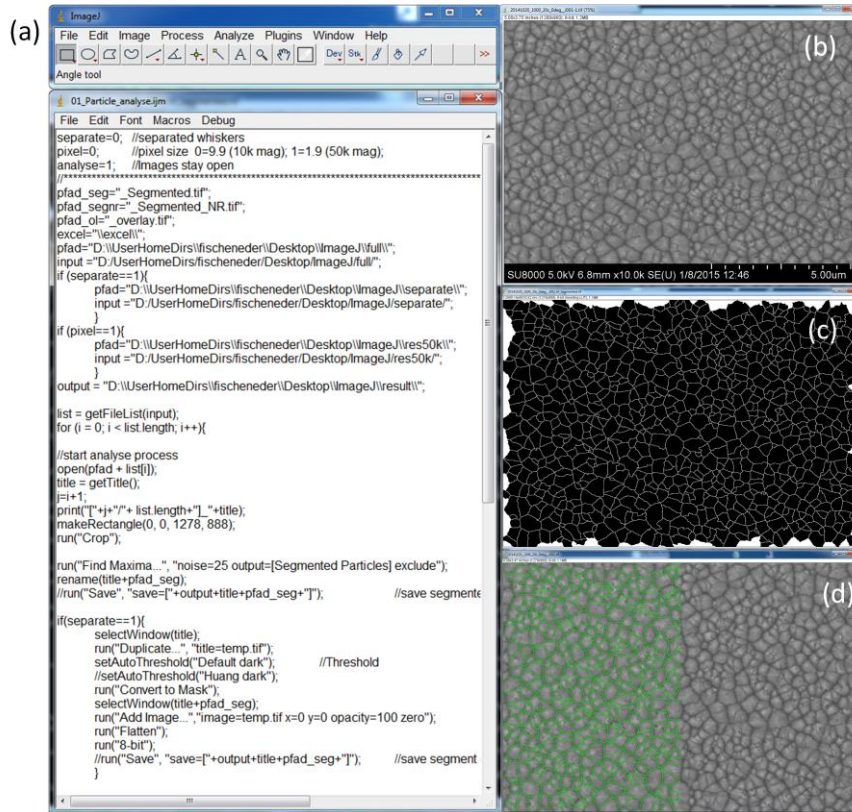 (a)
ImageJ
File Edit Image Process Analyze Plugins Window Help
Dev Stk >>
Angle tool
01_Particle_analyse.ijm
File Edit Font Macros Debug
separate=0; //separated whiskers
pixel=0; //pixel size 0=9.9 (10k mag); 1=1.9 (50k mag);
analyse=1; //Images stay open
pfad_seg="_Segmented.tif";
pfad_segnr="_Segmented_NR.tif";
pfad_ol="_overlay.tif";
excel="\\excel\\";
pfad="D:\\UserHomeDirs\\fischeneder\\Desktop\\ImageJ\\full\\";
input ="D:/UserHomeDirs/fischeneder/Desktop/ImageJ/full/";
if (separate==1){
pfad="D:\\UserHomeDirs\\fischeneder\\Desktop\\ImageJ\\separate\\";
input ="D:/UserHomeDirs/fischeneder/Desktop/ImageJ/separate/";
}
if (pixel==1){
pfad="D:\\UserHomeDirs\\fischeneder\\Desktop\\ImageJ\\res50k\\";
input ="D:/UserHomeDirs/fischeneder/Desktop/ImageJ/res50k/";
}
output = "D:\\UserHomeDirs\\fischeneder\\Desktop\\ImageJ\\result\\";
list = getFileList(input);
for (i = 0; i < list.length; i++){
//start analyse process
open(pfad + list[i]);
title = getTitle();
j=i+1;
print("["+j+"/"+ list.length+"]_"+title);
makeRectangle(0, 0, 1278, 888);
run("Crop");
run("Find Maxima...", "noise=25 output=[Segmented Particles] exclude");
rename(title+pfad_seg);
//run("Save", "save=["+output+title+pfad_seg+"]"); //save segmente
if(separate==1){
selectWindow(title);
run("Duplicate...", "title=temp.tif");
setAutoThreshold("Default dark"); //Threshold
//setAutoThreshold("Huang dark");
run("Convert to Mask");
selectWindow(title+pfad_seg);
run("Add Image...","image=temp.tif x=0 y=0 opacity=100 zero");
run("Flatten");
run("8-bit");
//run("Save", "save=["+output+title+pfad_seg+"]"); //save segment
}
(b)
SU8000 5.0kV 6.8mm x10.0k SE(U) 1/8/2015 12:46 5.00um
(c)
(d)